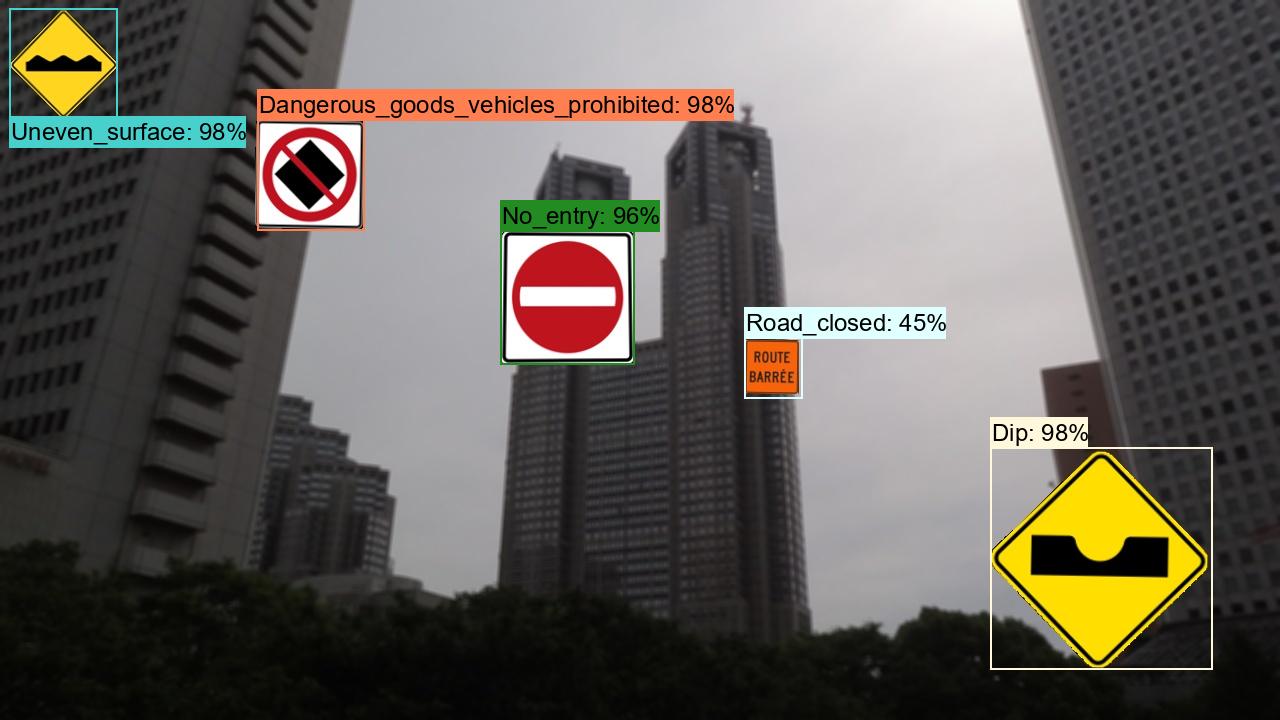 Uneven_surface: 98%
Dangerous_goods_vehicles_prohibited: 98%
No_entry: 96%
Road_closed: 45%
ROUTE
BARRÉE
Dip: 98%